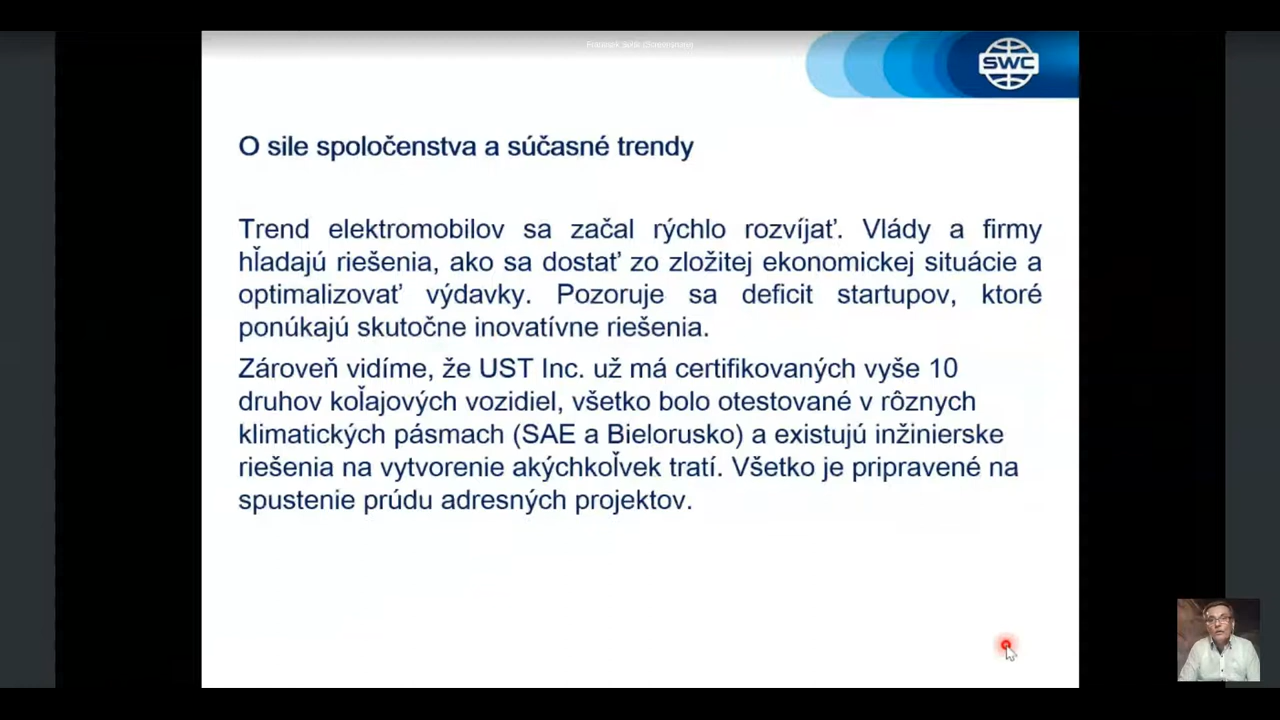 SWC
O sile spoločenstva a súčasné trendy
Trend elektromobilov sa začal rýchlo rozvíjať. Vlády a firmy
hľadajú riešenia, ako sa dostať zo zložitej ekonomickej situácie a
optimalizovať výdavky. Pozoruje sa deficit startupov, ktoré
ponúkajú skutočne inovatívne riešenia.
Zároveň vidíme, že UST Inc. už má certifikovaných vyše 10
druhov koľajových vozidiel, všetko bolo otestované v rôznych
klimatických pásmach (SAE a Bielorusko) a existujú inžinierske
riešenia na vytvorenie akýchkoľvek tratí. Všetko je pripravené na
spustenie prúdu adresných projektov.